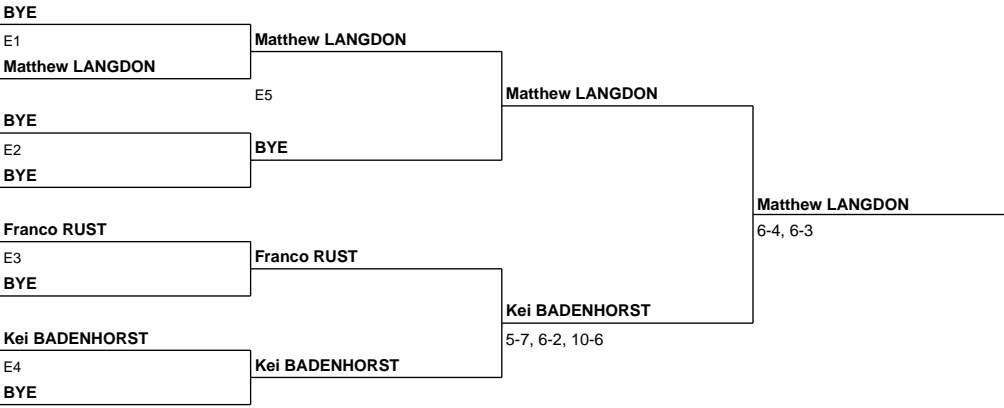 BYE
E1
Matthew LANGDON
Matthew LANGDON
E5
BYE
E2
BYE
BYE
Matthew LANGDON
Franco RUST
E3
BYE
Franco RUST
Kei BADENHORST
E4
BYE
Kei BADENHORST
Kei BADENHORST
5-7, 6-2, 10-6
Matthew LANGDON
6-4, 6-3